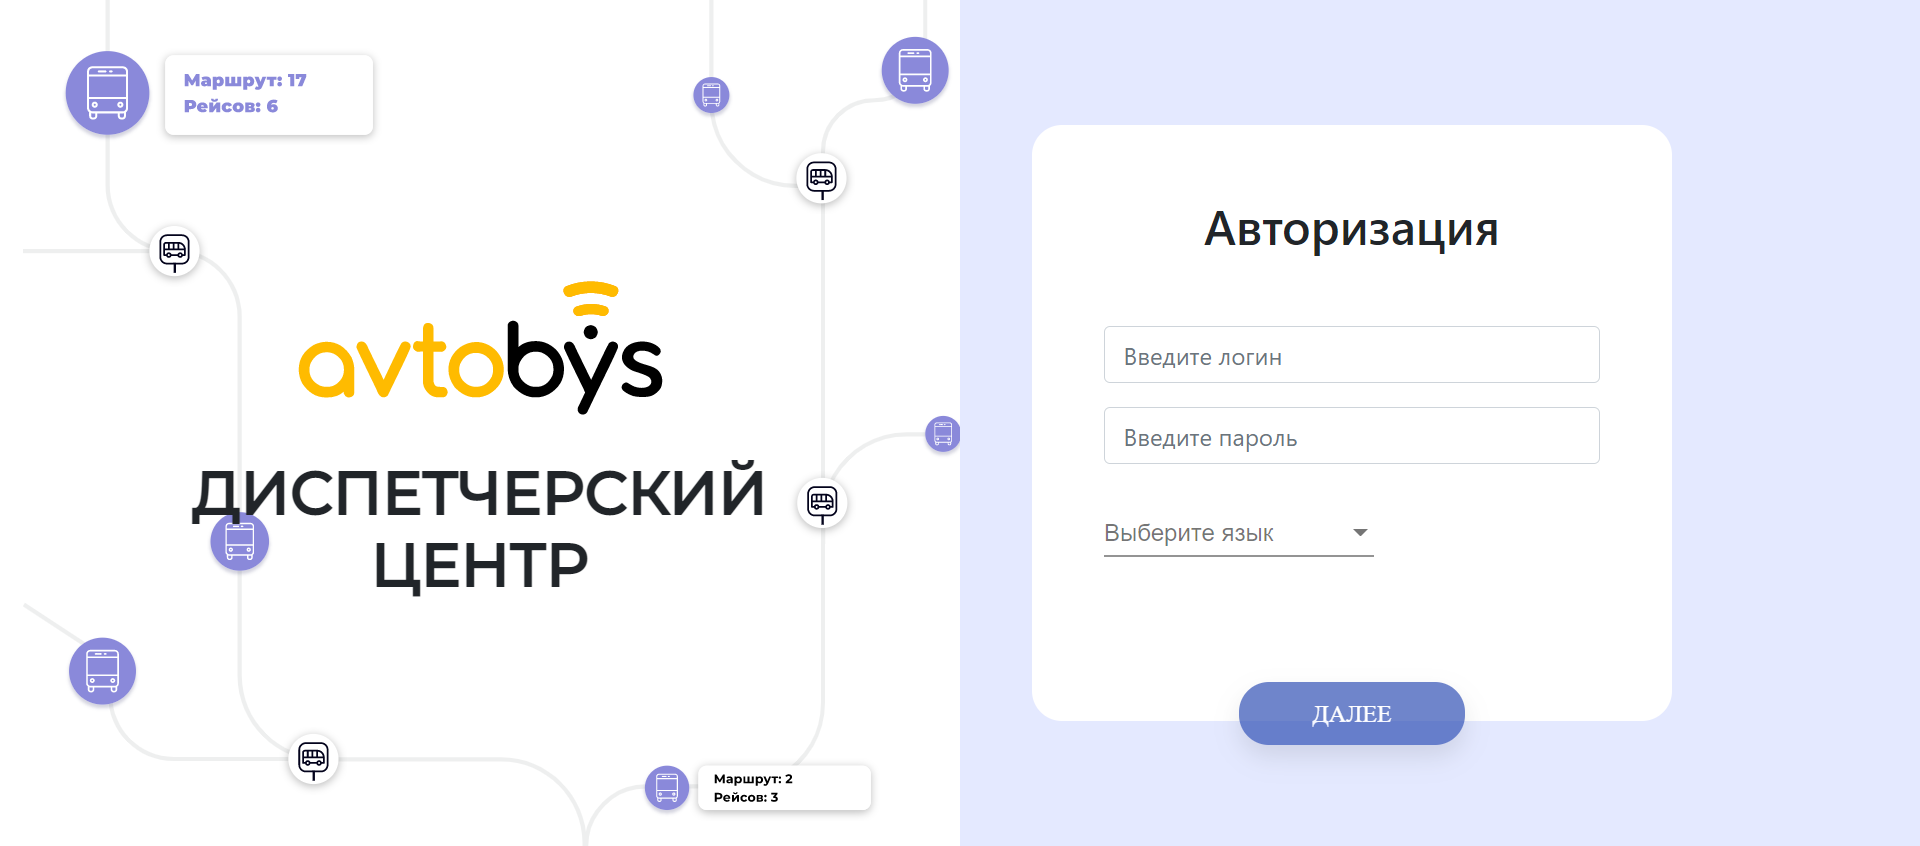 Маршрут: 17
Рейсов: 6
avtobys
ДИСПЕТЧЕРСКИЙ
ЦЕНТР
Маршрут: 2
Рейсов: 3
Авторизация
Введите логин
Введите пароль
Выберите язык
ДАЛЕЕ